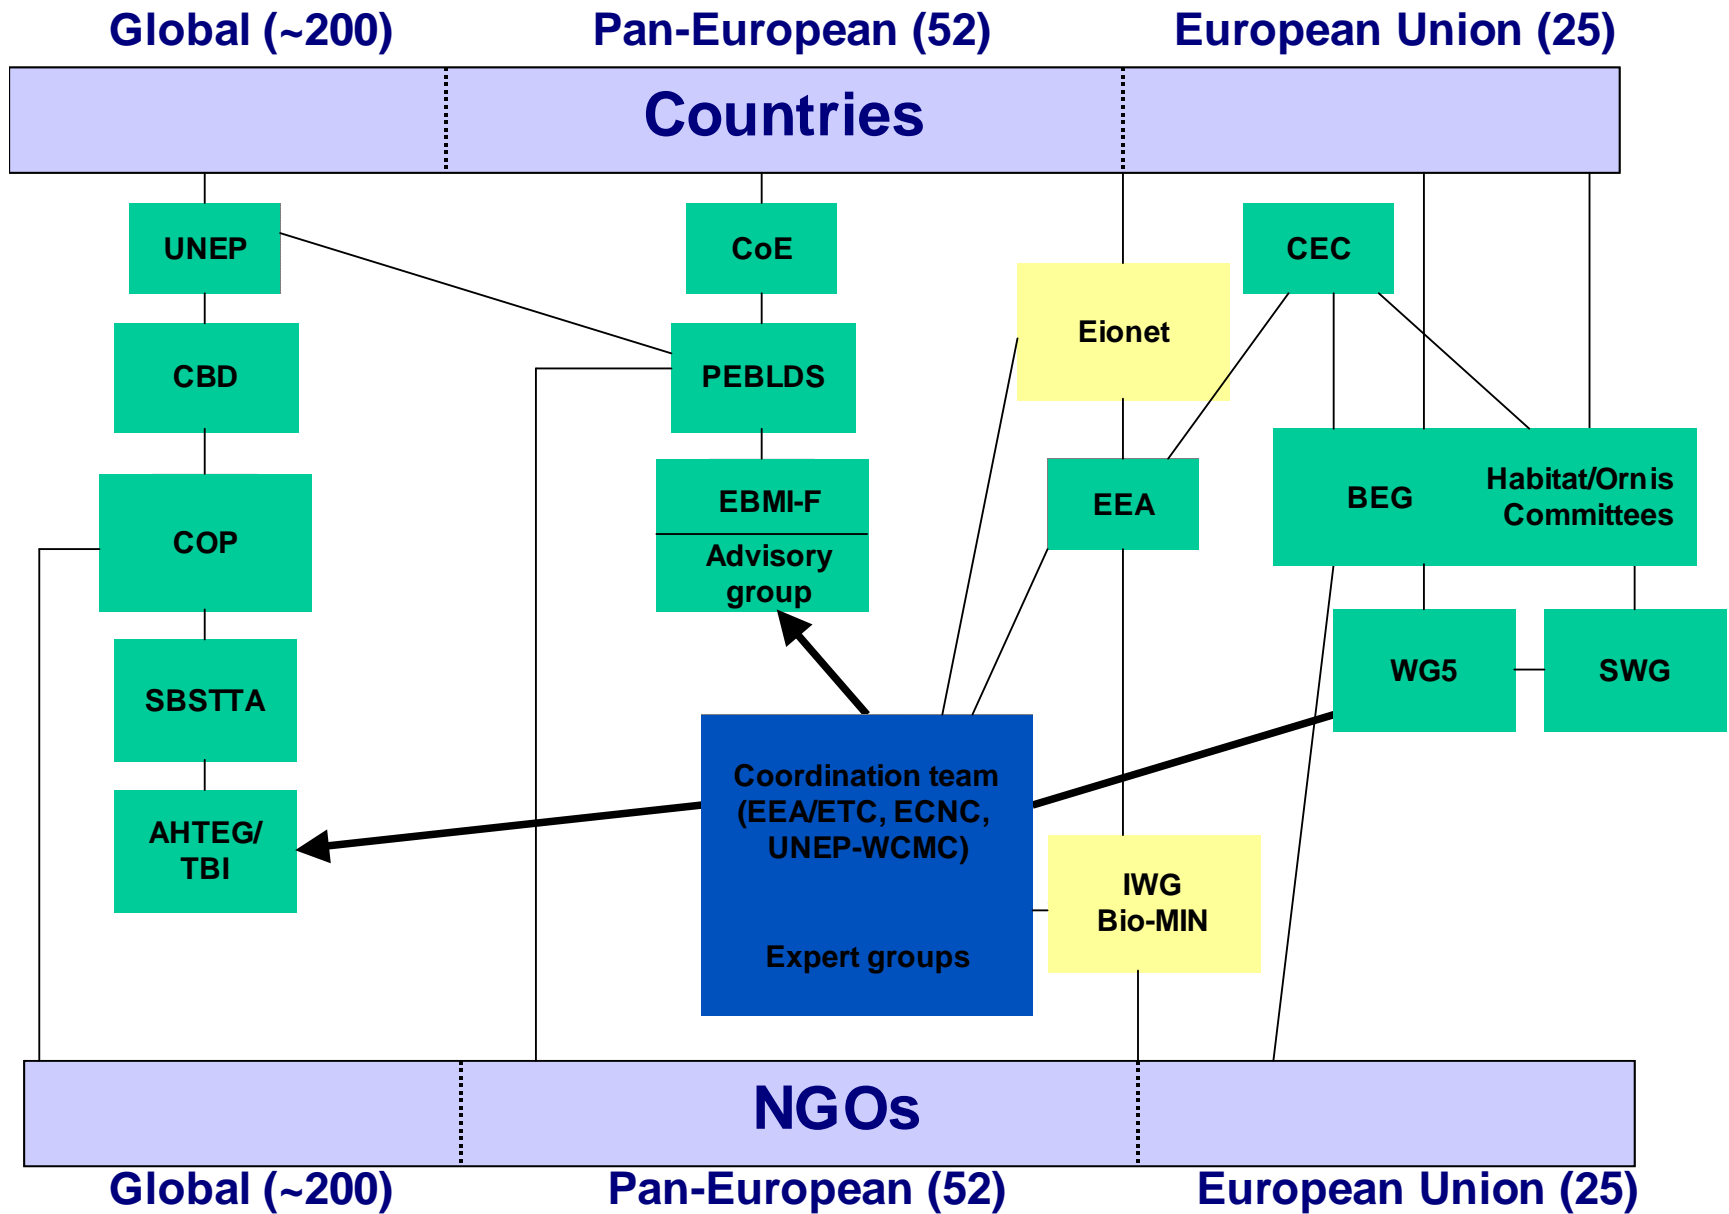 Global (~200)
Pan-European (52)
European Union (25)
Countries
UNEP
CoE
CEC
Eionet
CBD
PEBLDS
EBMI-F
Advisory
group
EEA
BEG
Habitat/Ornis
Committees
COP
SBSTTA
WG5
SWG
AHTEG/
TBI
Coordination team
(EEA/ETC, ECNC,
UNEP-WCMC)
Expert groups
IWG
Bio-MIN
NGOs
Global (~200)
Pan-European (52)
European Union (25)